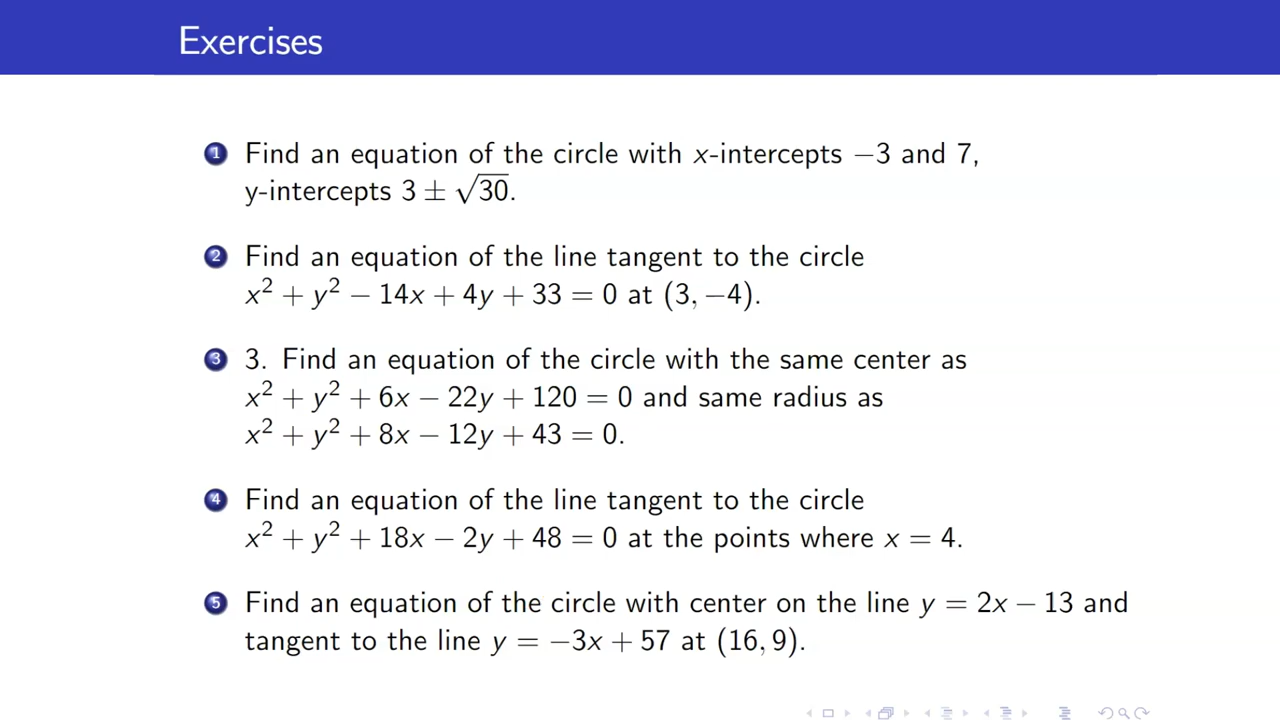 Exercises
1 Find an equation of the circle with x-intercepts −3 and 7,
y-intercepts 3 ± √30.
2 Find an equation of the line tangent to the circle
x² + y² − 14x + 4y + 33 = 0 at (3, −4).
3 3. Find an equation of the circle with the same center as
x² + y² + 6x − 22y + 120 = 0 and same radius as
x² + y² + 8x − 12y + 43 = 0.
4 Find an equation of the line tangent to the circle
x² + y² + 18x − 2y + 48 = 0 at the points where x = 4.
5 Find an equation of the circle with center on the line y = 2x − 13 and
tangent to the line y = −3x + 57 at (16, 9).